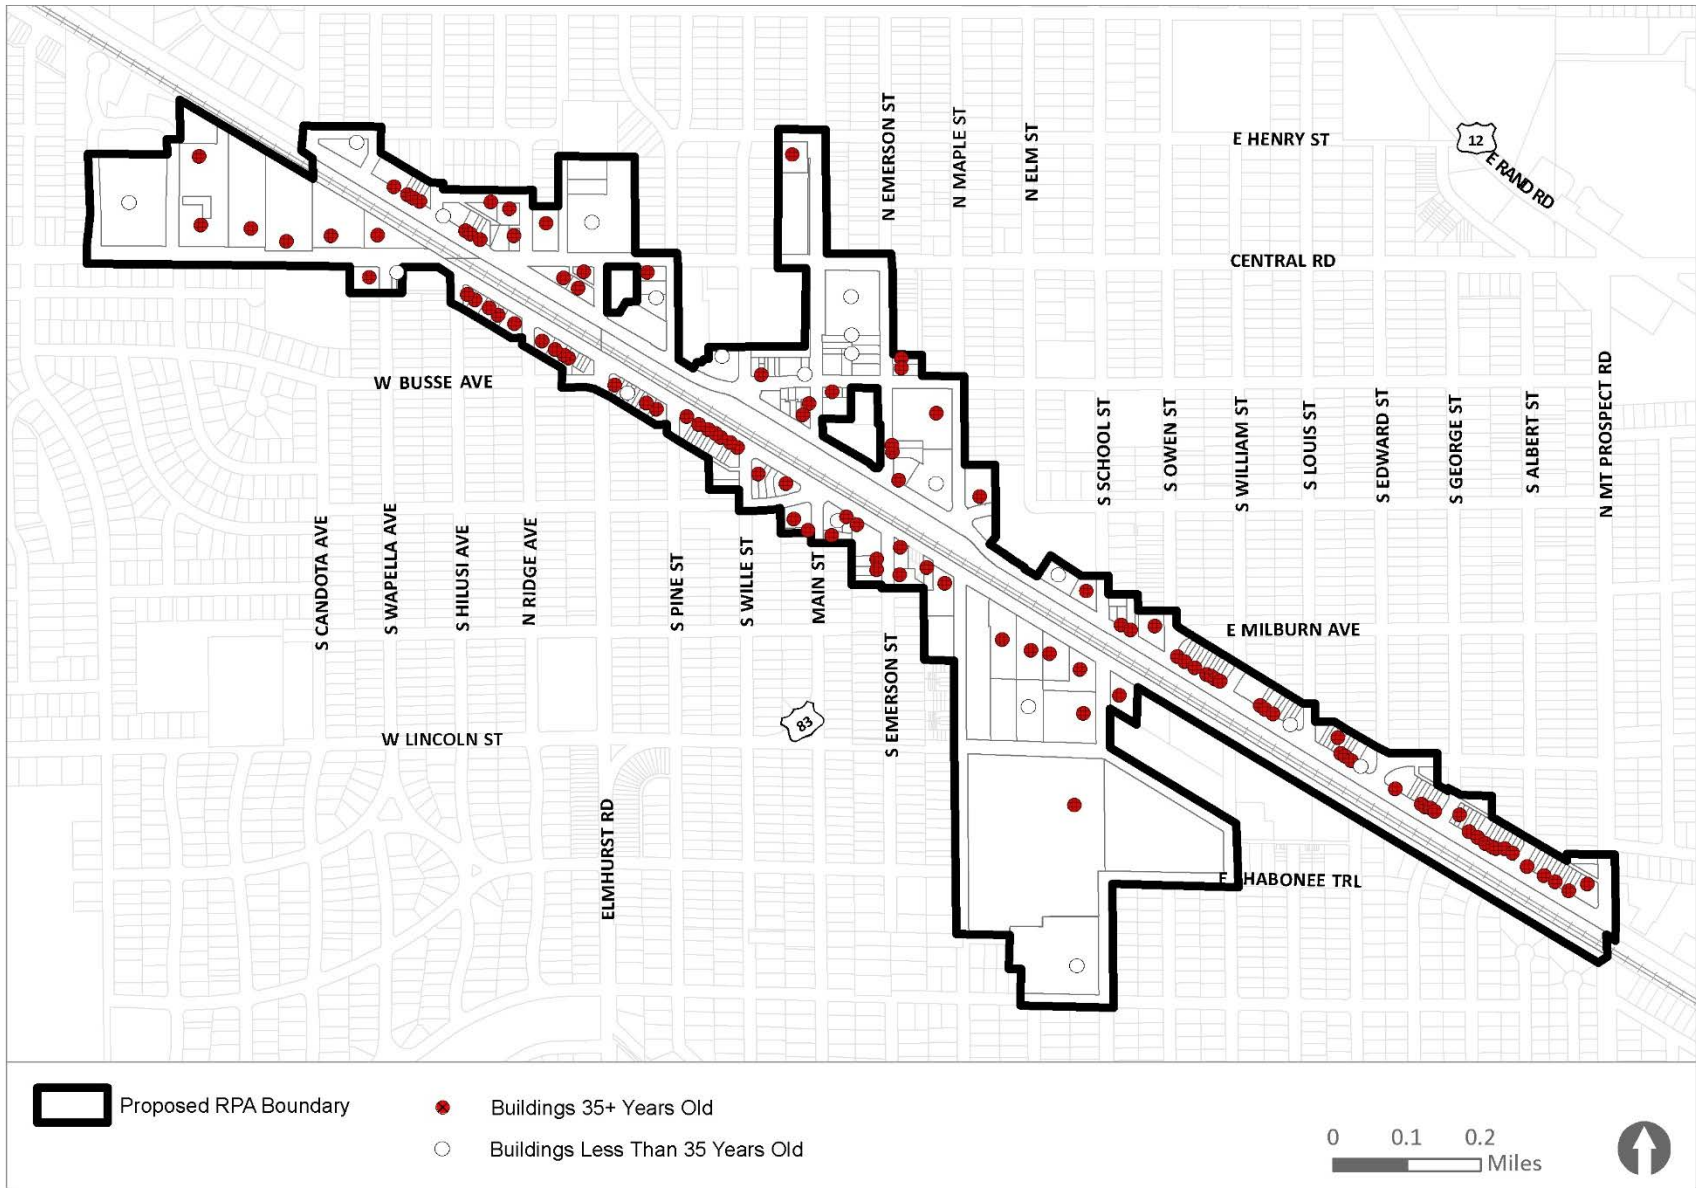 N EMERSON ST
N MAPLE ST
N ELM ST
E HENRY ST
12
E RAND RD
CENTRAL RD
W BUSSE AVE
S SCHOOL ST
S OWEN ST
S WILLIAM ST
S LOUIS ST
S EDWARD ST
S GEORGE ST
S ALBERT ST
N MT PROSPECT RD
S CANDOTA AVE
S WAPELLA AVE
S HILUSI AVE
N RIDGE AVE
S PINE ST
S WILLE ST
MAIN ST
S EMERSON ST
E MILBURN AVE
83
W LINCOLN ST
ELMHURST RD
E HABONEE TRL
Proposed RPA Boundary
Buildings 35+ Years Old
Buildings Less Than 35 Years Old
0 0.1 0.2
Miles